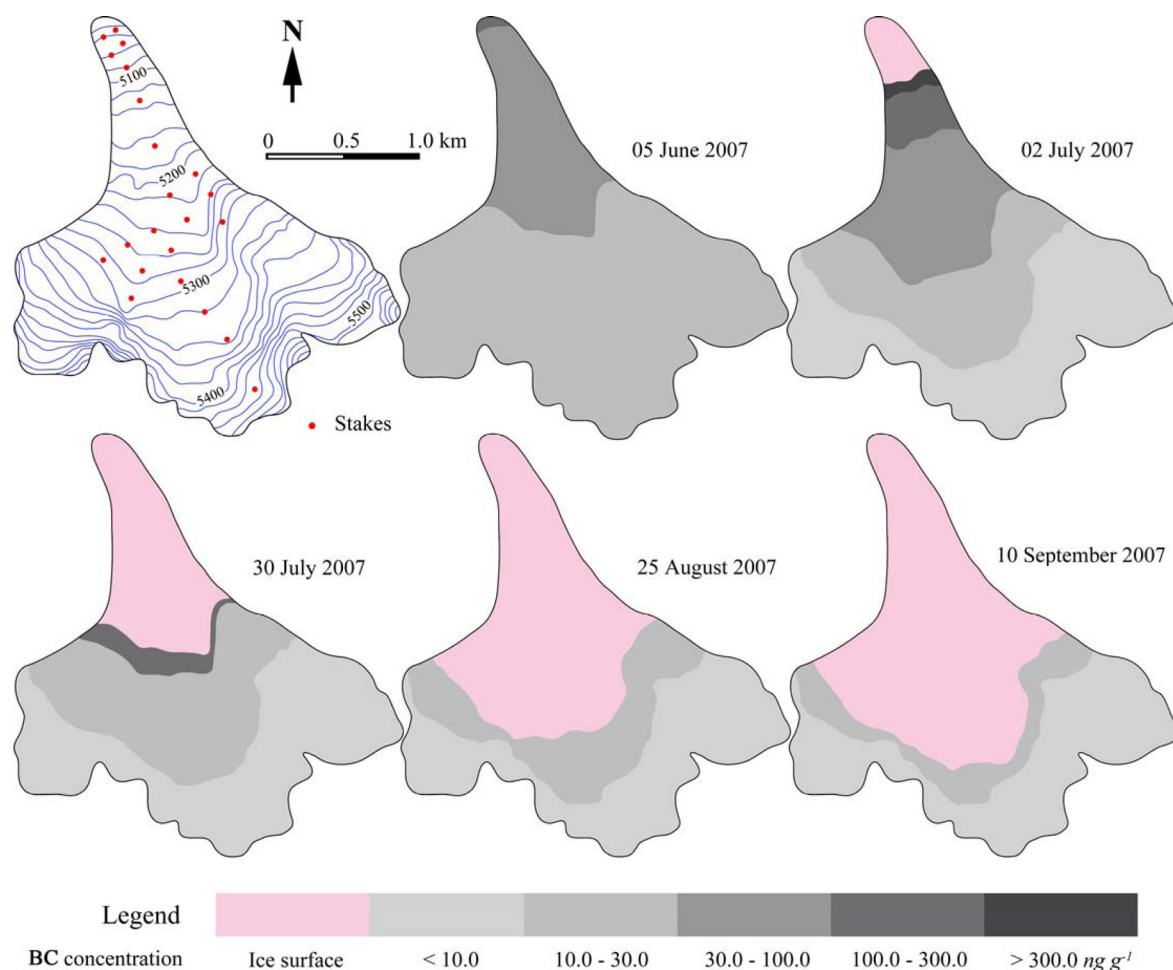 N
5100
0 0.5 1.0 km
05 June 2007
02 July 2007
5200
5300
5500
5400
Stakes
30 July 2007
25 August 2007
10 September 2007
Legend
BC concentration Ice surface < 10.0 10.0 - 30.0 30.0 - 100.0 100.0 - 300.0 > 300.0 ng g⁻¹